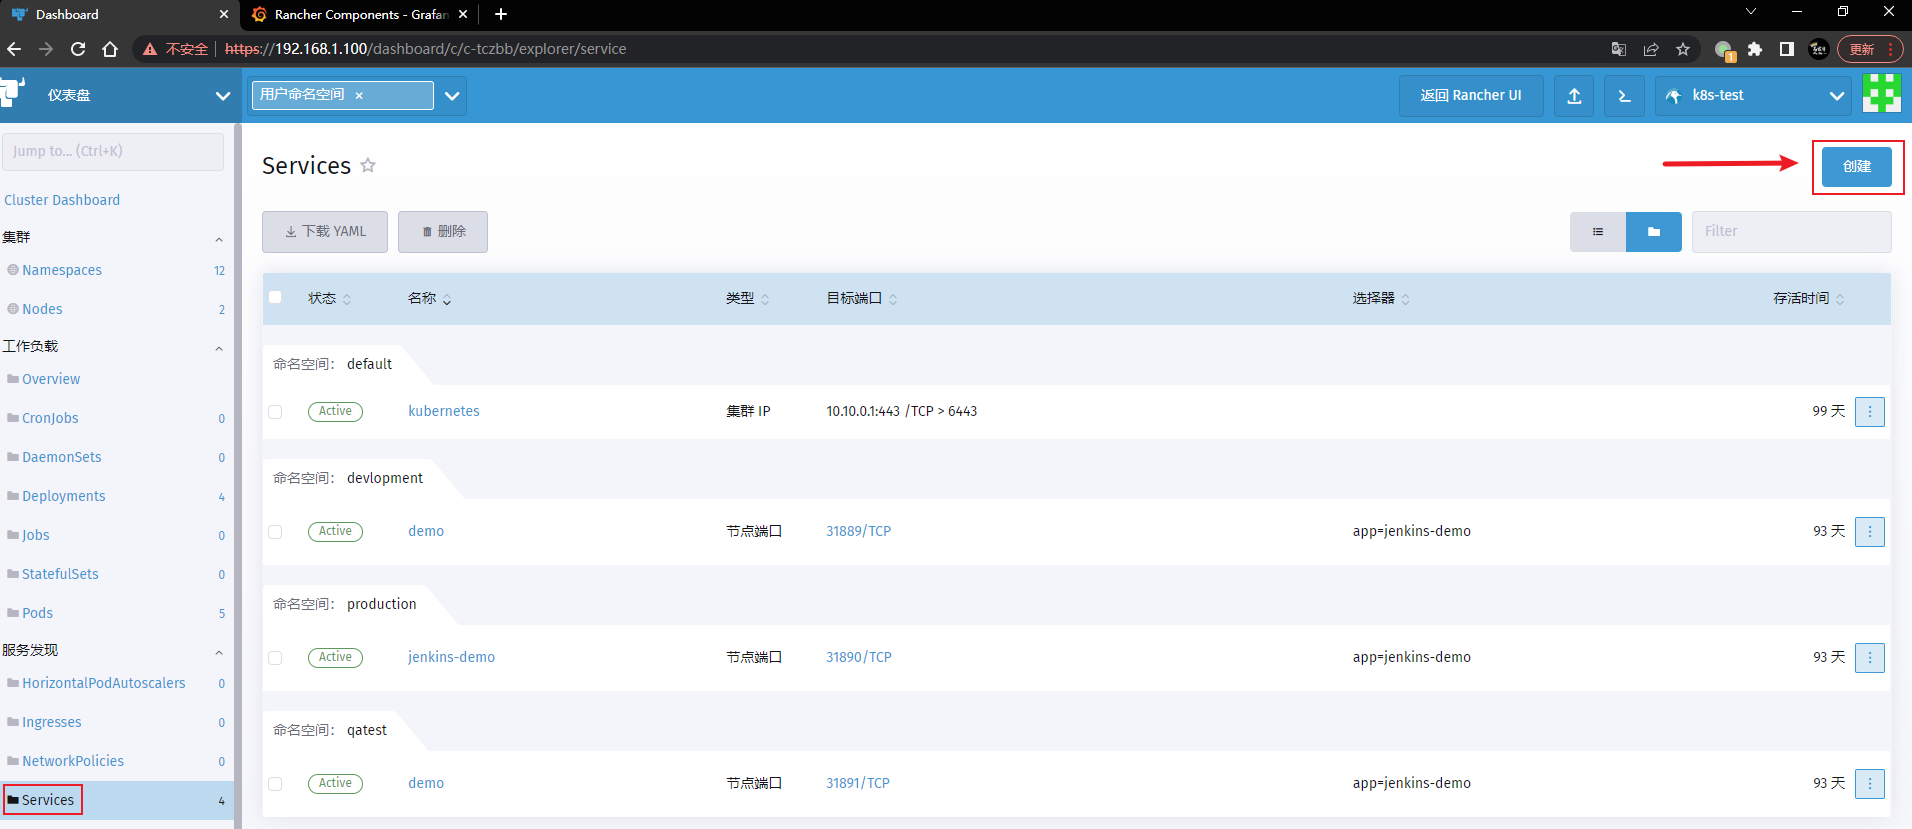 Dashboard
Rancher Components - Grafan
不安全
https://192.168.1.100/dashboard/c/c-tczbb/explorer/service
1
更新
仪表盘
用户命名空间 ×
返回 Rancher UI
k8s-test
Jump to... (Ctrl+K)
Cluster Dashboard
集群
Namespaces 12
Nodes 2
工作负载
Overview
CronJobs 0
DaemonSets 0
Deployments 4
Jobs 0
StatefulSets 0
Pods 5
服务发现
HorizontalPodAutoscalers 0
Ingresses 0
NetworkPolicies 0
Services 4
Services
创建
下载 YAML
删除
Filter
状态 名称 类型 目标端口 选择器 存活时间
命名空间： default
Active kubernetes 集群 IP 10.10.0.1:443 /TCP > 6443 99 天
命名空间： devlopment
Active demo 节点端口 31889/TCP app=jenkins-demo 93 天
命名空间： production
Active jenkins-demo 节点端口 31890/TCP app=jenkins-demo 93 天
命名空间： qatest
Active demo 节点端口 31891/TCP app=jenkins-demo 93 天